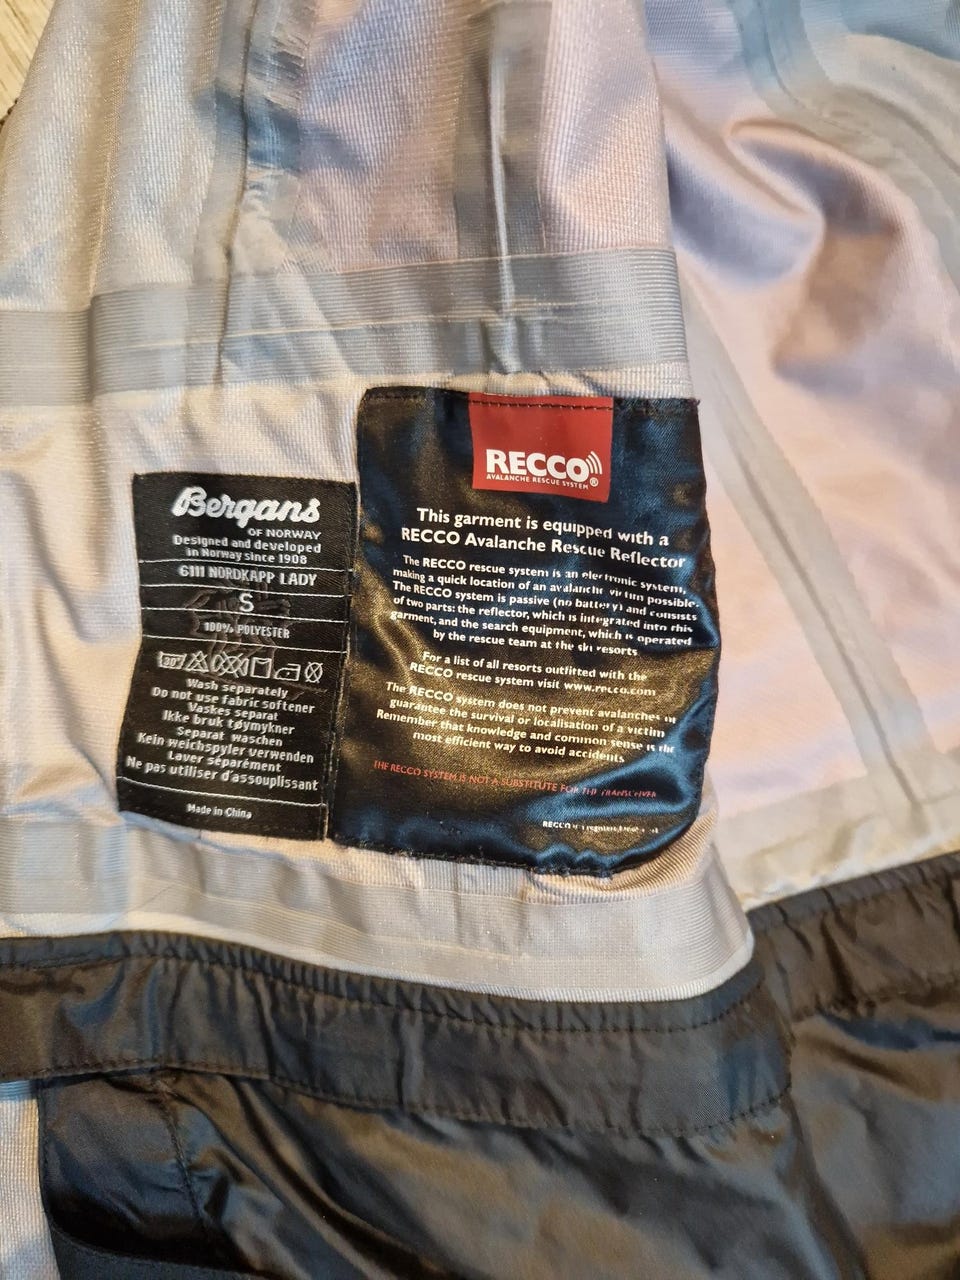 Bergans
OF NORWAY
Designed and developed
in Norway since 1908
6111 NORDKAPP LADY
S
100% POLYESTER
30°
Wash separately
Do not use fabric softener
Vaskes separat
Ikke bruk tøymykner
Separat waschen
Kein weichspyler verwenden
Laver séparément
Ne pas utiliser d'assouplissant
Made in China
RECCO
AVALANCHE RESCUE SYSTEM ®
This garment is equipped with a
RECCO Avalanche Rescue Reflector
The RECCO rescue system is an electronic system,
making a quick location of an avalanche victim possible.
The RECCO system is passive (no battery) and consists
of two parts: the reflector, which is integrated into this
garment, and the search equipment, which is operated
by the rescue team at the ski resorts
For a list of all resorts outfitted with the
RECCO rescue system visit www.recco.com
The RECCO system does not prevent avalanches or
guarantee the survival or localisation of a victim
Remember that knowledge and common sense is the
most efficient way to avoid accidents
THE RECCO SYSTEM IS NOT A SUBSTITUTE FOR THE TRANSCEIVER
RECCO